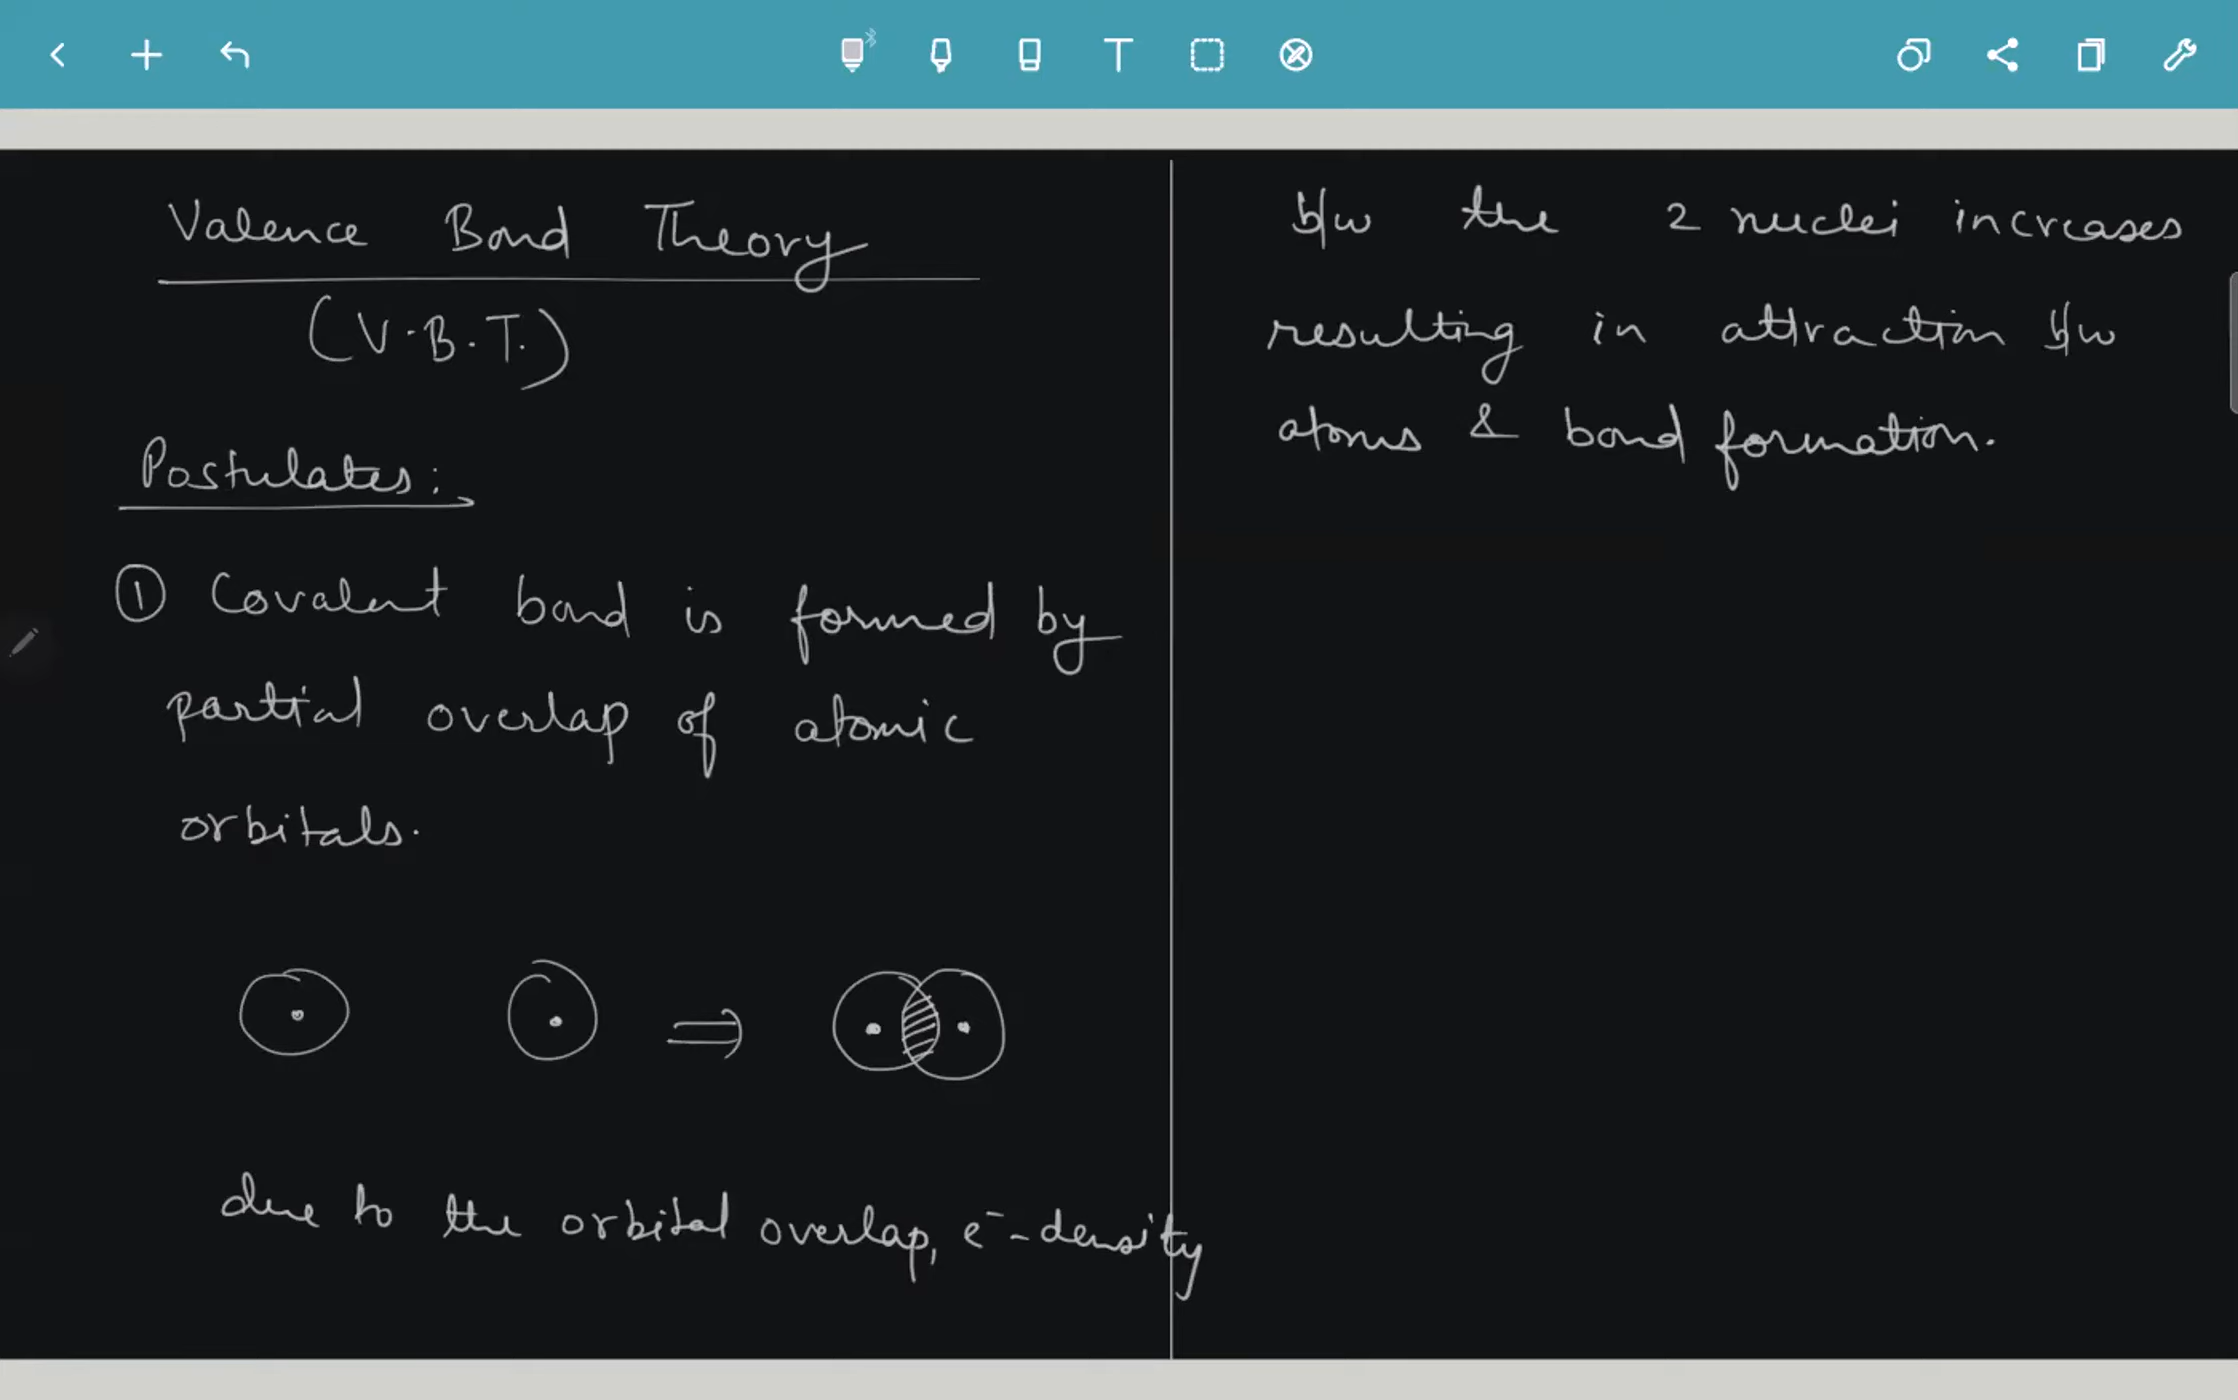 Valence Bond Theory
(V.B.T.)
Postulates:
① Covalent bond is formed by
partial overlap of atomic
orbitals.
due to the orbital overlap, e⁻-density
b/w the 2 nuclei increases
resulting in attraction b/w
atoms & bond formation.